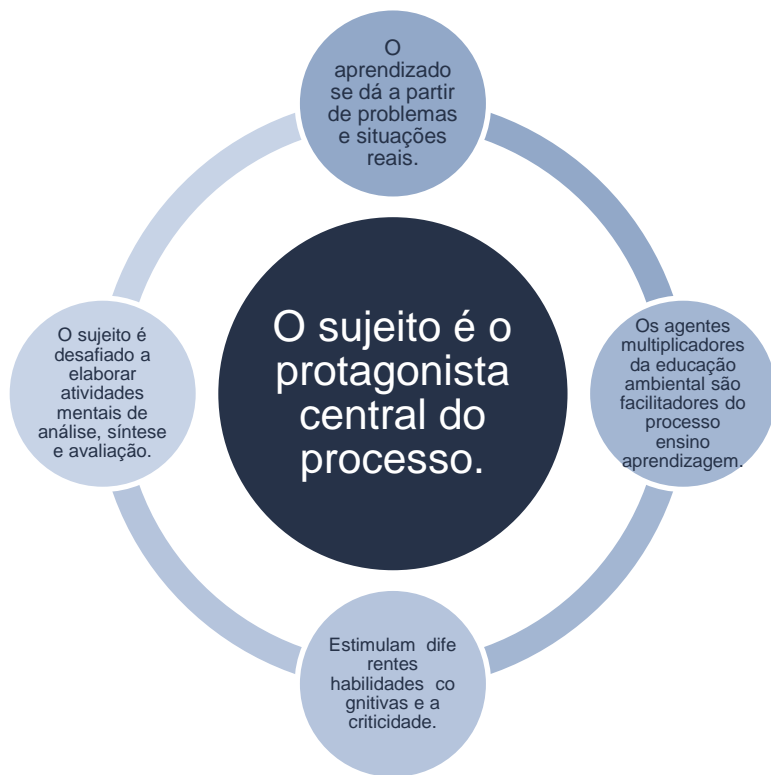 O
aprendizado
se dá a partir
de problemas
e situações
reais.
O sujeito é o
protagonista
central do
processo.
Os agentes
multiplicadores
da educação
ambiental são
facilitadores do
processo
ensino
aprendizagem.
Estimulam dife
rentes
habilidades co
gnitivas e a
criticidade.
O sujeito é
desafiado a
elaborar
atividades
mentais de
análise, síntese
e avaliação.